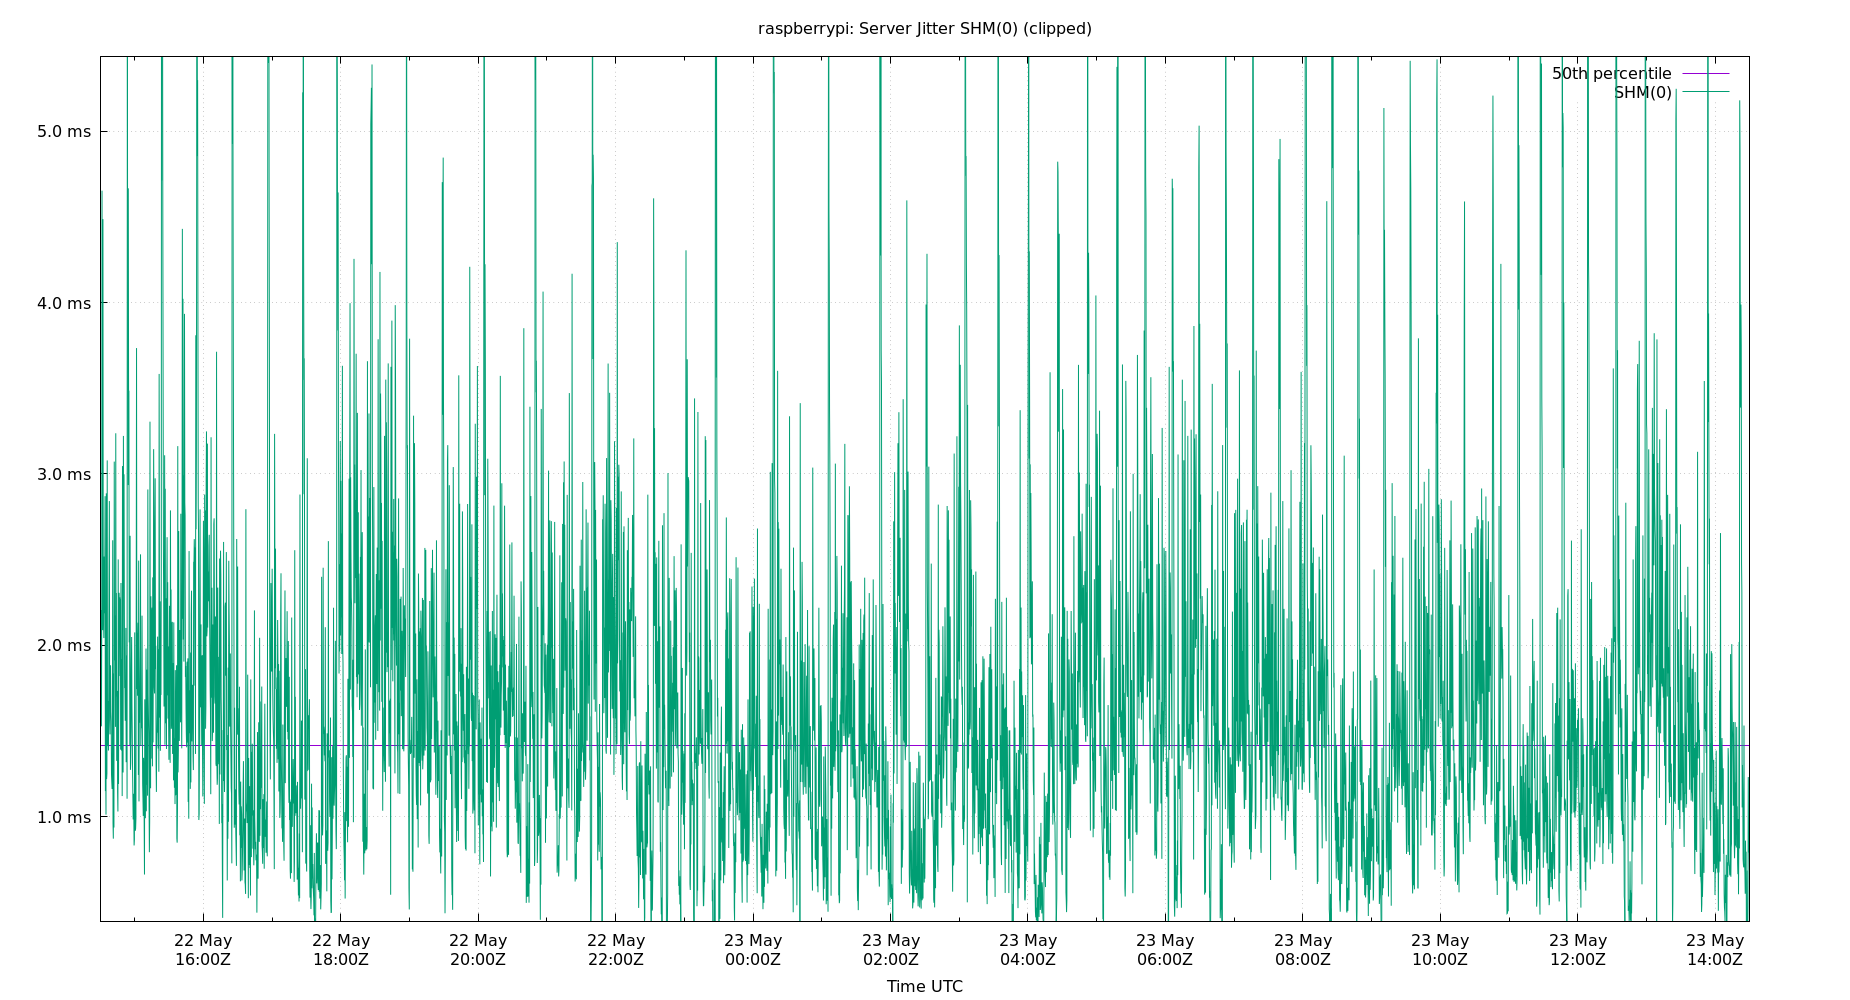 raspberrypi: Server Jitter SHM(0) (clipped)
50th percentile
SHM(0)
5.0 ms
4.0 ms
3.0 ms
2.0 ms
1.0 ms
22 May 22 May 22 May 22 May 23 May 23 May 23 May 23 May 23 May 23 May 23 May 23 May
16:00Z 18:00Z 20:00Z 22:00Z 00:00Z 02:00Z 04:00Z 06:00Z 08:00Z 10:00Z 12:00Z 14:00Z
Time UTC